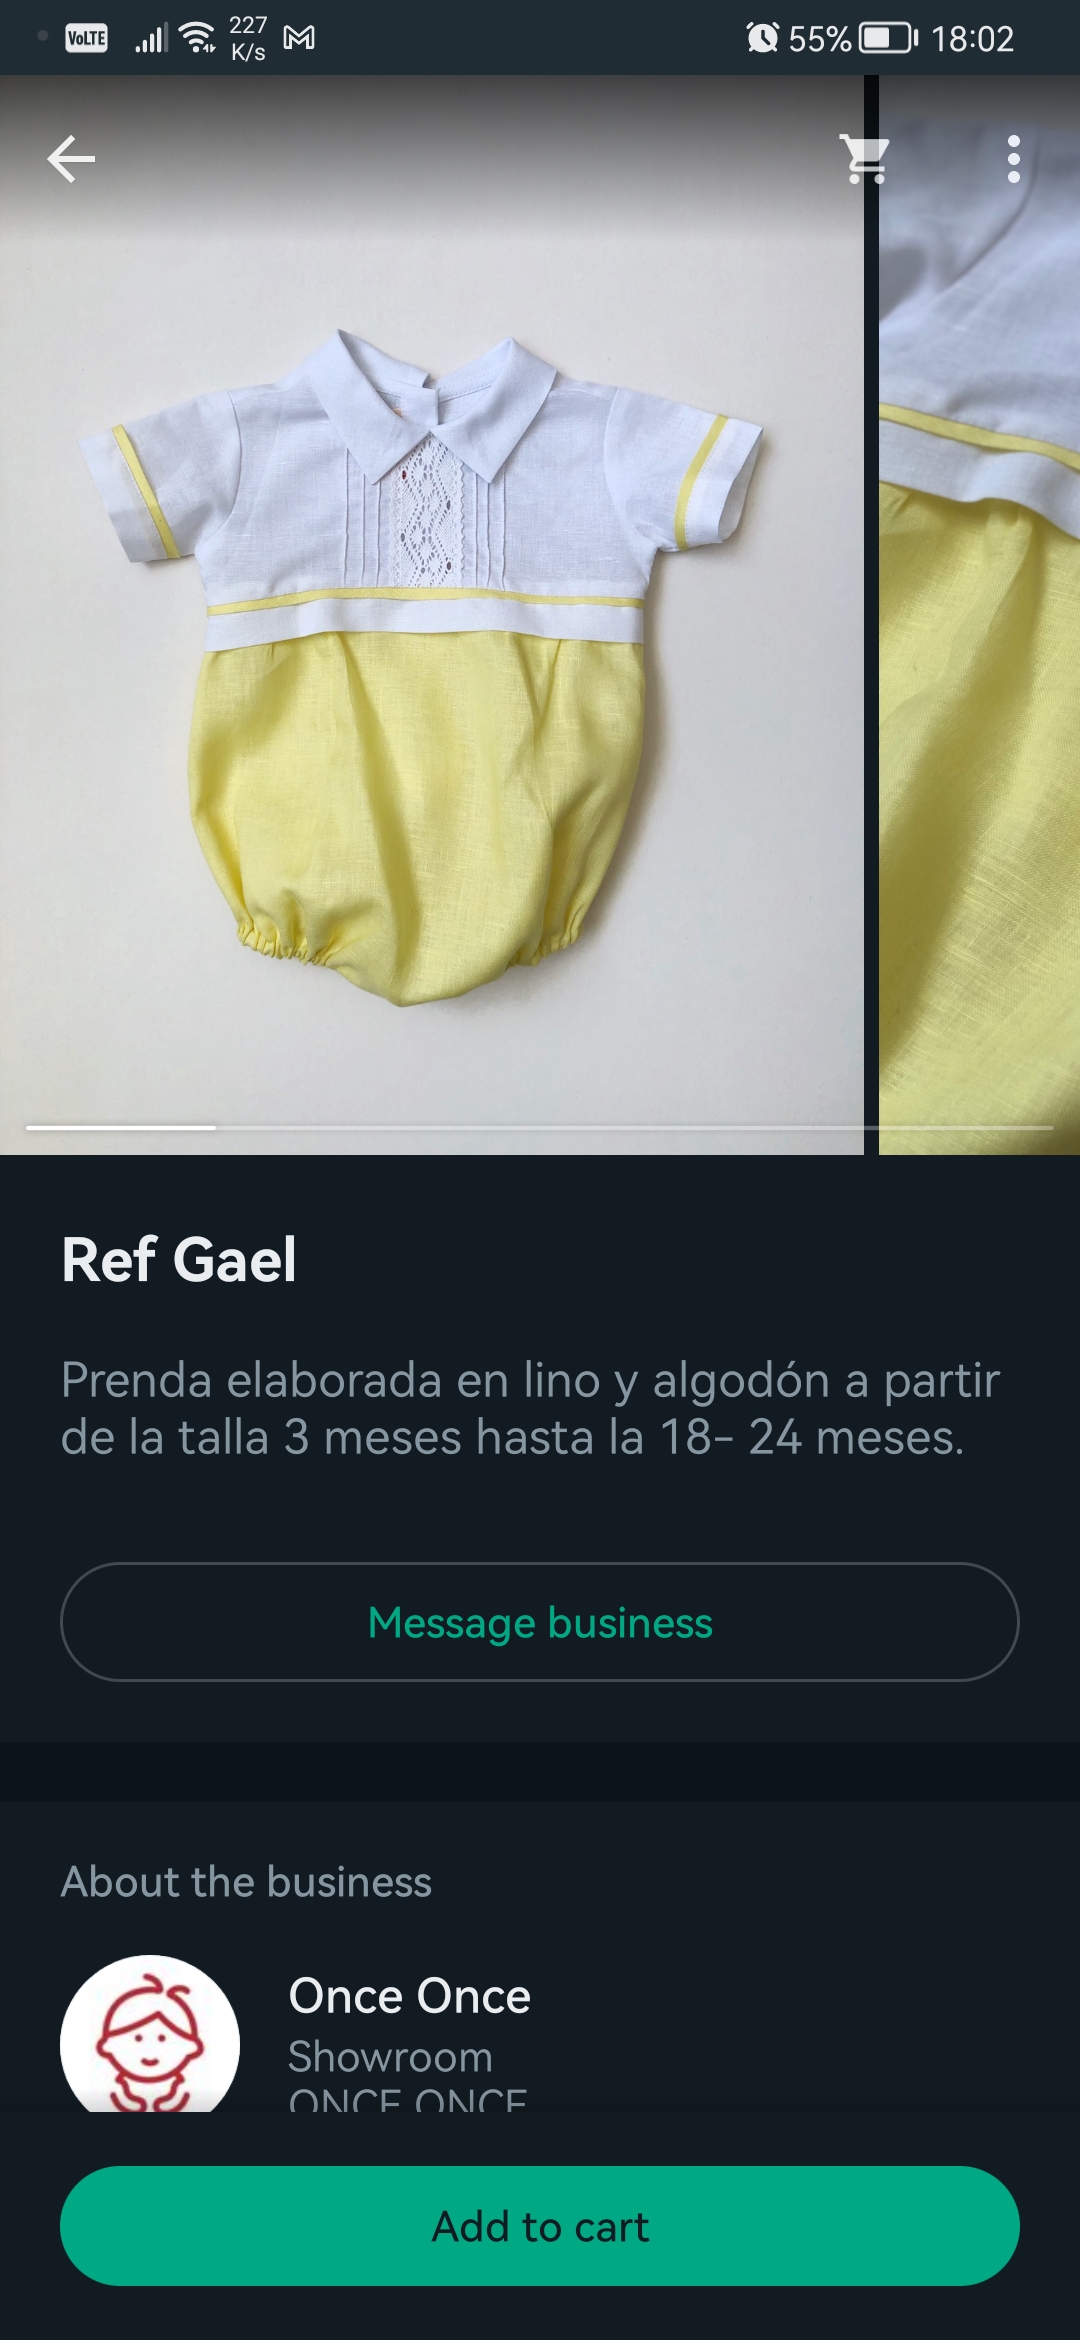 VoLTE
227
K/s
55%
18:02
Ref Gael
Prenda elaborada en lino y algodón a partir
de la talla 3 meses hasta la 18- 24 meses.
Message business
About the business
Once Once
Showroom
ONCE ONCE
Add to cart